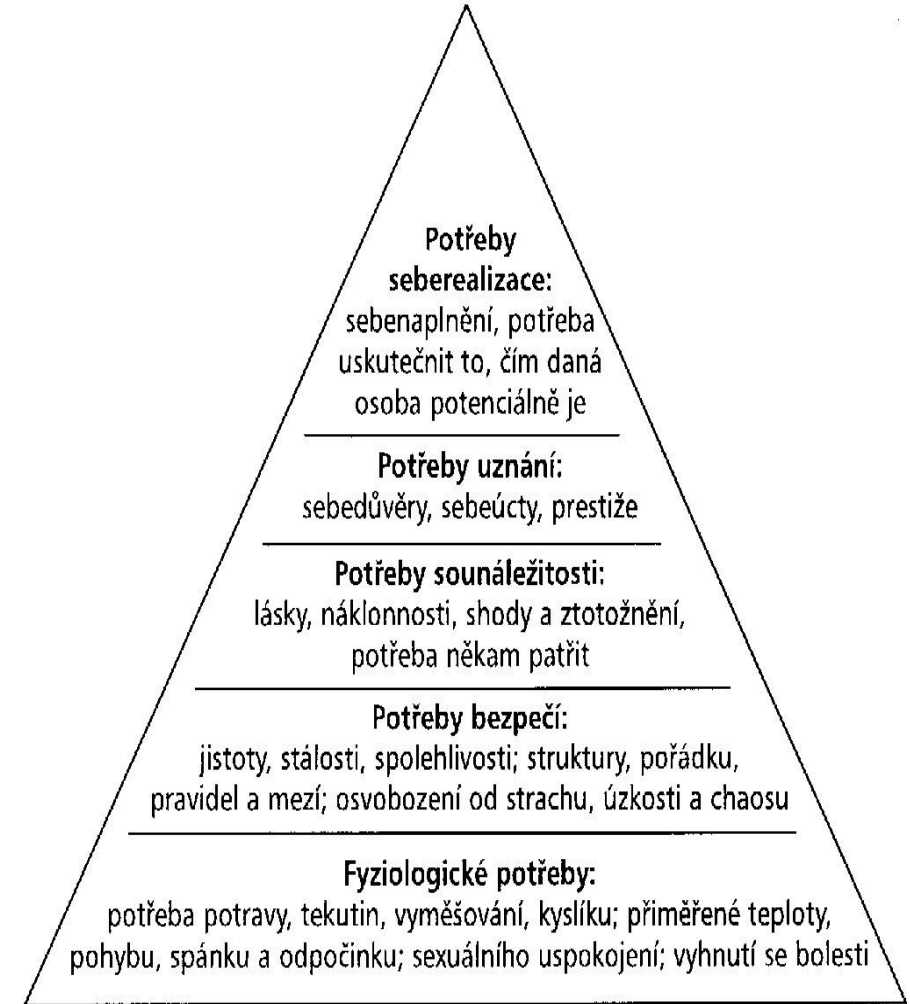 Potřeby
seberealizace:
sebenaplnění, potřeba
uskutečnit to, čím daná
osoba potenciálně je
Potřeby uznání:
sebedůvěry, sebeúcty, prestiže
Potřeby sounáležitosti:
lásky, náklonnosti, shody a ztotožnění,
potřeba někam patřit
Potřeby bezpečí:
jistoty, stálosti, spolehlivosti; struktury, pořádku,
pravidel a mezí; osvobození od strachu, úzkosti a chaosu
Fyziologické potřeby:
potřeba potravy, tekutin, vyměšování, kyslíku; přiměřené teploty,
pohybu, spánku a odpočinku; sexuálního uspokojení; vyhnutí se bolesti